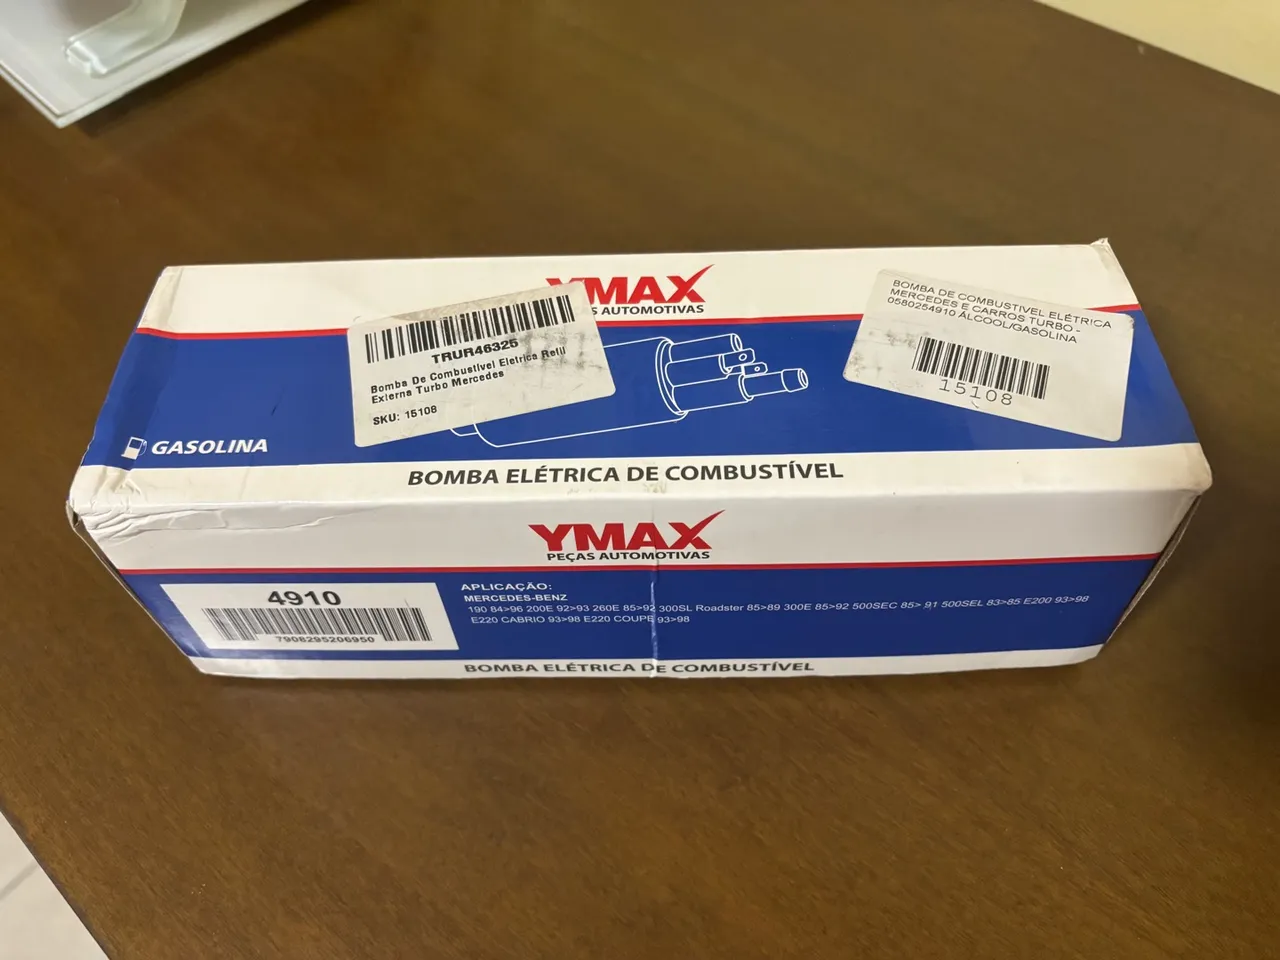 YMAX
PEÇAS AUTOMOTIVAS
TRUR46325
Bomba De Combustível Eletrica Refil
Externa Turbo Mercedes
SKU: 15108
BOMBA DE COMBUSTIVEL ELÉTRICA
MERCEDES E CARROS TURBO -
0580254910 ÁLCOOL/GASOLINA
15108
GASOLINA
BOMBA ELÉTRICA DE COMBUSTÍVEL
YMAX
PEÇAS AUTOMOTIVAS
4910
7908295206950
APLICAÇÃO:
MERCEDES-BENZ
190 84>96 200E 92>93 260E 85>92 300SL Roadster 85>89 300E 85>92 500SEC 85> 91 500SEL 83>85 E200 93>98
E220 CABRIO 93>98 E220 COUPE 93>98
BOMBA ELÉTRICA DE COMBUSTÍVEL